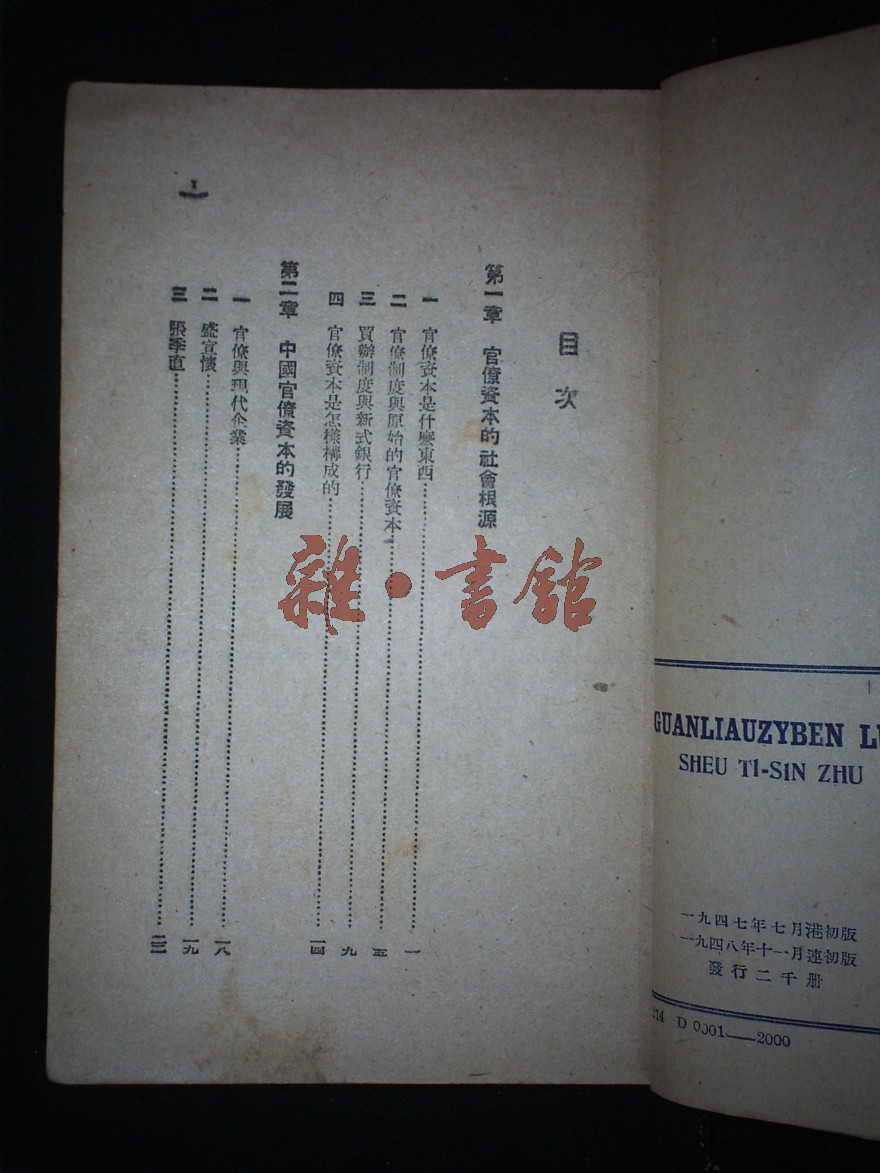 目次
第一章 官僚資本的社會根源
一 官僚資本是什麼東西……一
二 官僚制度與原始的官僚資本……五
三 買辦制度與新式銀行……九
四 官僚資本是怎樣構成的……一四
第二章 中國官僚資本的發展
一 官僚與現代企業……一八
二 盛宣懷……一九
三 張季直……二二
1
雜·書館
GUANLIAUZYBEN
SHEU TI-SIN ZHU
一九四七年七月港初版
一九四八年十一月連初版
發行二千册
14 D 0001—2000